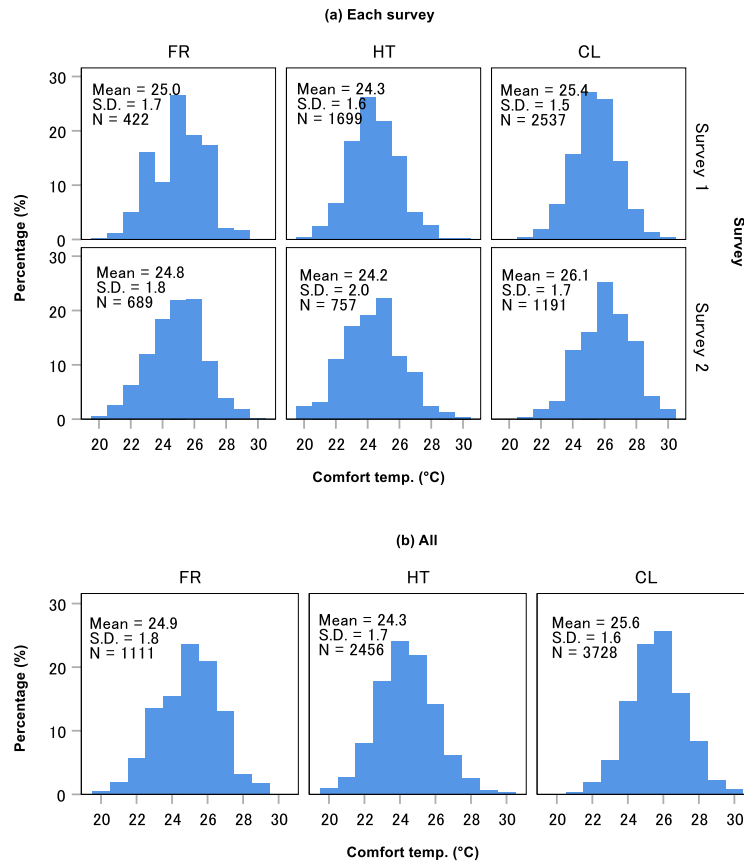 (a) Each survey
FR HT CL
Mean = 25.0
S.D. = 1.7
N = 422
Mean = 24.3
S.D. = 1.6
N = 1699
Mean = 25.4
S.D. = 1.5
N = 2537
30
20
10
0
Survey 1
Mean = 24.8
S.D. = 1.8
N = 689
Mean = 24.2
S.D. = 2.0
N = 757
Mean = 26.1
S.D. = 1.7
N = 1191
30
20
10
0
Survey 2
Percentage (%)
Survey
20 22 24 26 28 30 20 22 24 26 28 30 20 22 24 26 28 30
Comfort temp. (°C)
(b) All
FR HT CL
Mean = 24.9
S.D. = 1.8
N = 1111
Mean = 24.3
S.D. = 1.7
N = 2456
Mean = 25.6
S.D. = 1.6
N = 3728
30
20
10
0
Percentage (%)
20 22 24 26 28 30 20 22 24 26 28 30 20 22 24 26 28 30
Comfort temp. (°C)